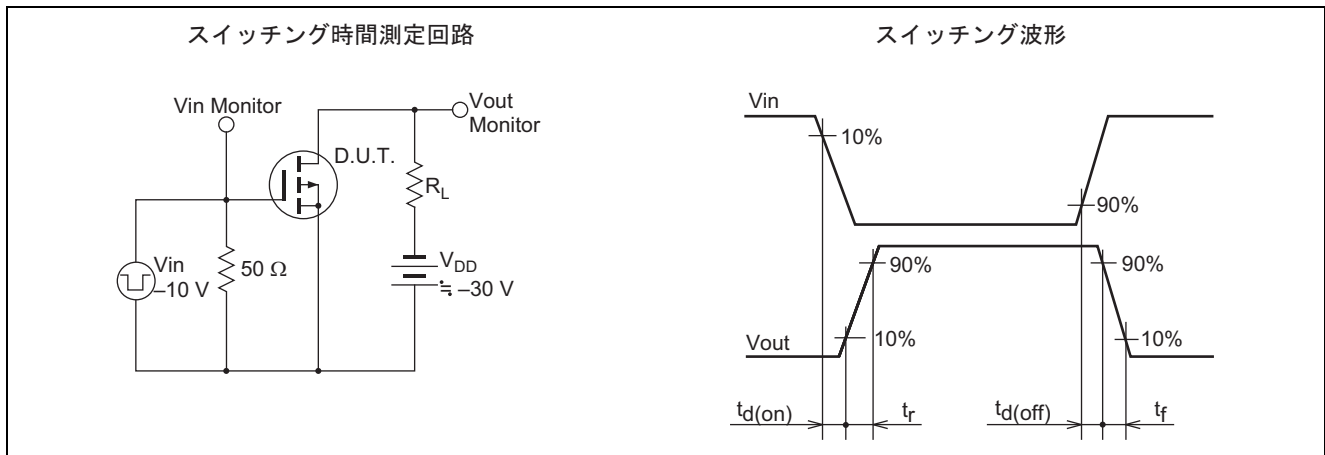 スイッチング時間測定回路
Vin Monitor
Vout
Monitor
D.U.T.
RL
Vin
–10 V
50 Ω
VDD
≒ –30 V
スイッチング波形
Vin
10%
90%
90%
90%
Vout
10%
10%
td(on)
tr
td(off)
tf